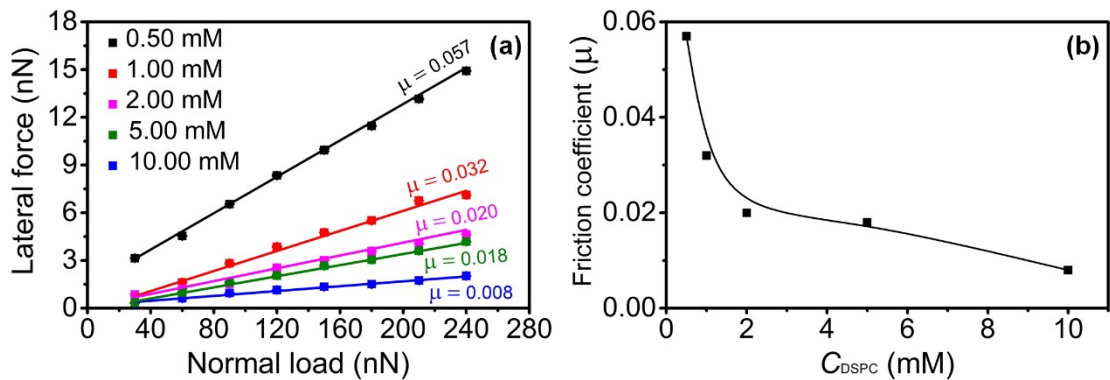 18
15
12
9
6
3
0
Lateral force (nN)
0.50 mM
1.00 mM
2.00 mM
5.00 mM
10.00 mM
(a)
μ = 0.057
μ = 0.032
μ = 0.020
μ = 0.018
μ = 0.008
0 40 80 120 160 200 240 280
Normal load (nN)
0.06
0.04
0.02
0.00
Friction coefficient (μ)
(b)
0 2 4 6 8 10
CDSPC (mM)